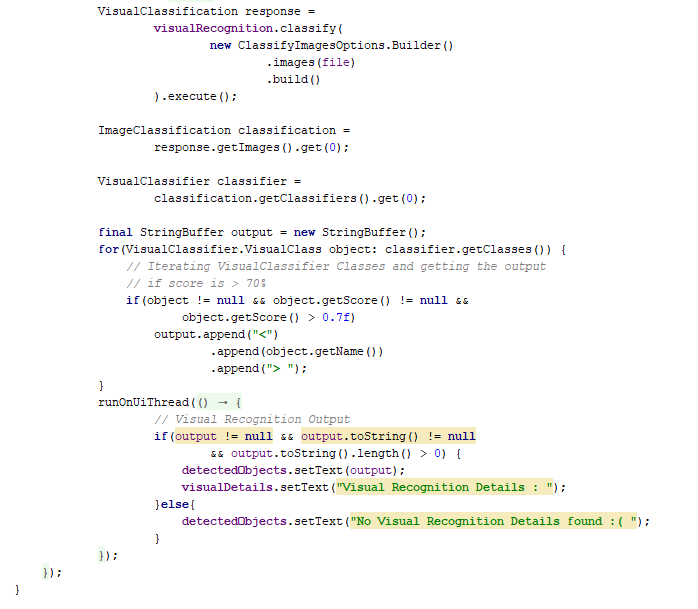 VisualClassification response =
visualRecognition.classify(
new ClassifyImagesOptions.Builder()
.images(file)
.build()
).execute();
ImageClassification classification =
response.getImages().get(0);
VisualClassifier classifier =
classification.getClassifiers().get(0);
final StringBuffer output = new StringBuffer();
for(VisualClassifier.VisualClass object: classifier.getClasses()) {
// Iterating VisualClassifier Classes and getting the output
// if score is > 70%
if(object != null && object.getScore() != null &&
object.getScore() > 0.7f)
output.append("<")
.append(object.getName())
.append("> ");
}
runOnUiThread(() → {
// Visual Recognition Output
if(output != null && output.toString() != null
&& output.toString().length() > 0) {
detectedObjects.setText(output);
visualDetails.setText("Visual Recognition Details : ");
}else{
detectedObjects.setText("No Visual Recognition Details found :( ");
}
});
});
}